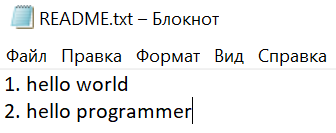 README.txt – Блокнот
Файл Правка Формат Вид Справка
1. hello world
2. hello programmer